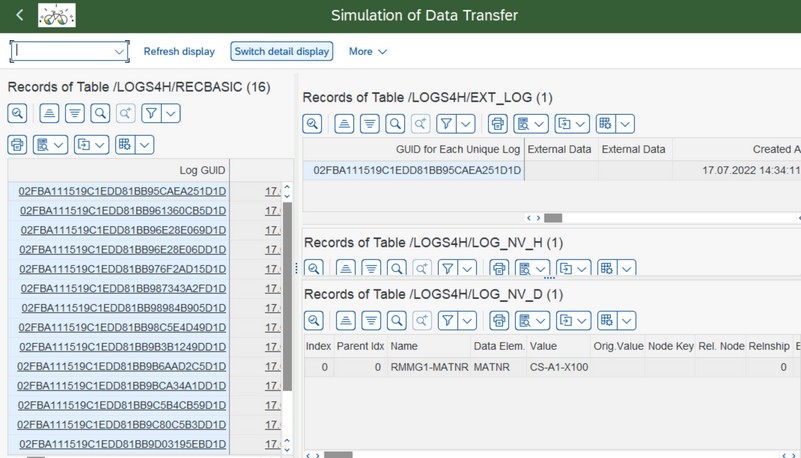 Simulation of Data Transfer
Refresh display
Switch detail display
More
Records of Table /LOGS4H/RECBASIC (16)
Log GUID
02FBA111519C1EDD81BB95CAEA251D1D 17.
02FBA111519C1EDD81BB961360CB5D1D 17.
02FBA111519C1EDD81BB96E28E069D1D 17.
02FBA111519C1EDD81BB96E28E06DD1D 17.
02FBA111519C1EDD81BB976F2AD15D1D 17.
02FBA111519C1EDD81BB987343A2FD1D 17.
02FBA111519C1EDD81BB98984B905D1D 17.
02FBA111519C1EDD81BB98C5E4D49D1D 17.
02FBA111519C1EDD81BB9B3B1249DD1D 17.
02FBA111519C1EDD81BB9B6AAD2C5D1D 17.
02FBA111519C1EDD81BB9BCA34A1DD1D 17.
02FBA111519C1EDD81BB9C5B4CB59D1D 17.
02FBA111519C1EDD81BB9C80C5B3DD1D 17.
02FBA111519C1EDD81BB9D03195EBD1D 17.
Records of Table /LOGS4H/EXT_LOG (1)
GUID for Each Unique Log External Data External Data Created A
02FBA111519C1EDD81BB95CAEA251D1D 17.07.2022 14:34:11
Records of Table /LOGS4H/LOG_NV_H (1)
Records of Table /LOGS4H/LOG_NV_D (1)
Index Parent Idx Name Data Elem. Value Orig.Value Node Key Rel. Node Relnship E
0 0 RMMG1-MATNR MATNR CS-A1-X100 0